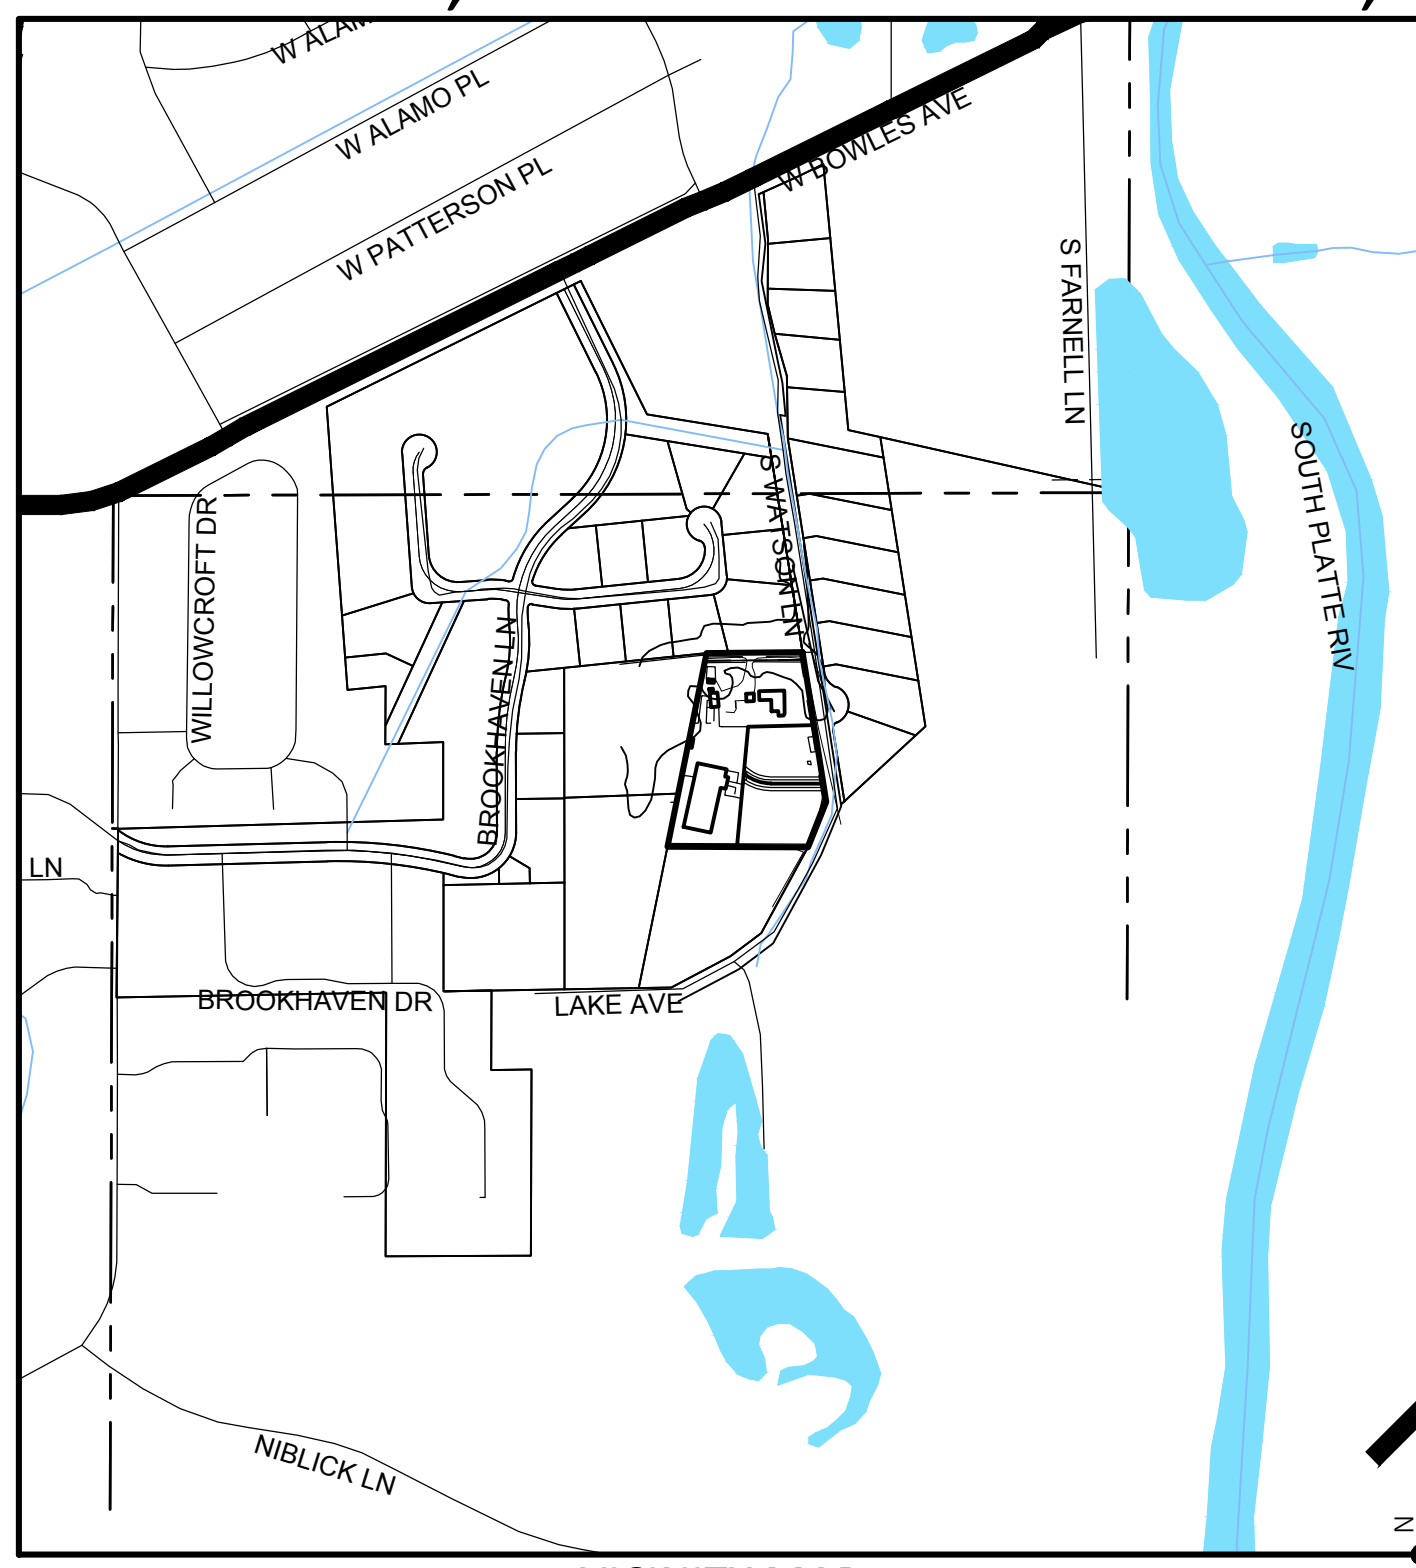 W ALAM
W ALAMO PL
W PATTERSON PL
W BOWLES AVE
S FARNELL LN
SOUTH PLATTE RIV
S WATSON LN
WILLOWCROFT DR
BROOKHAVEN LN
LN
BROOKHAVEN DR
LAKE AVE
NIBLICK LN
N